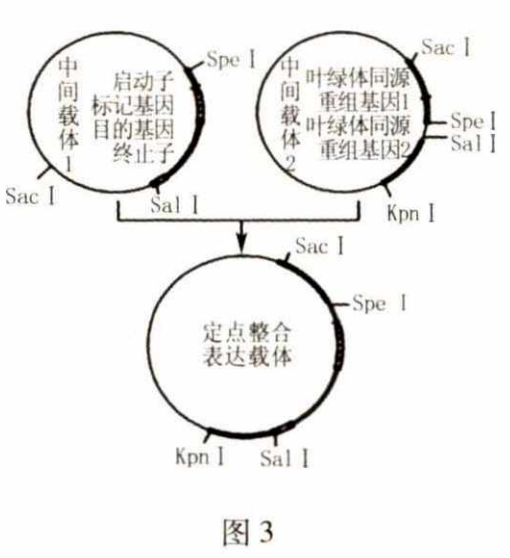 中间载体1
启动子
标记基因
目的基因
终止子
Spe Ⅰ
Sac Ⅰ
Sal Ⅰ
中间载体2
叶绿体同源
重组基因1
叶绿体同源
重组基因2
Sac Ⅰ
Spe Ⅰ
Sal Ⅰ
Kpn Ⅰ
定点整合
表达载体
Sac Ⅰ
Spe Ⅰ
Kpn Ⅰ
Sal Ⅰ
图 3